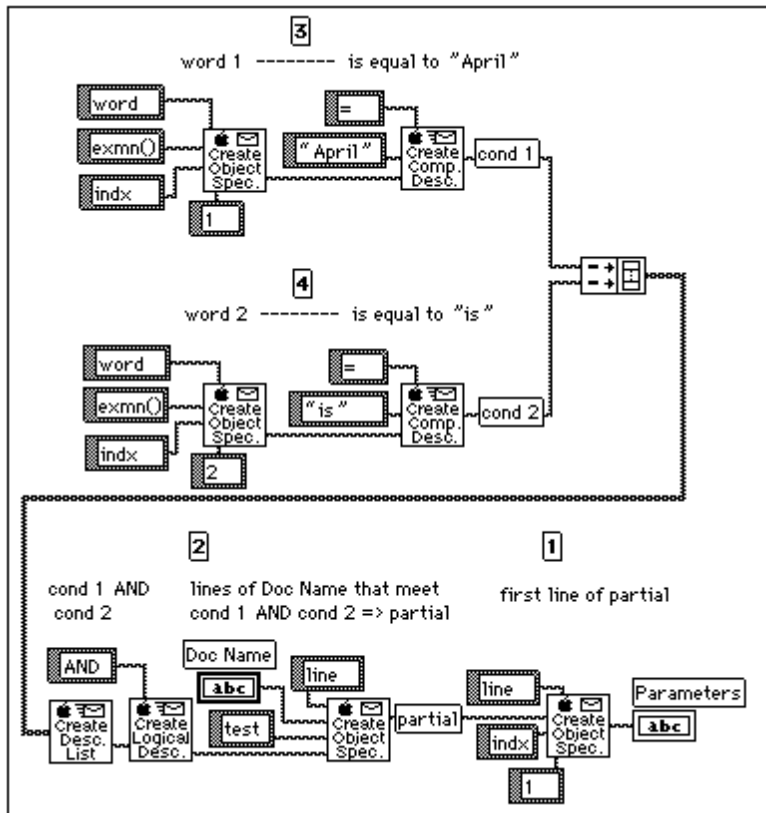 3
word 1 --------- is equal to "April"
word
=
exmn()
Create Object Spec.
"April"
Create Comp. Desc.
cond 1
indx
1
4
word 2 -------- is equal to "is"
word
=
exmn()
Create Object Spec.
"is"
Create Comp. Desc.
cond 2
indx
2
2
1
cond 1 AND
cond 2
lines of Doc Name that meet
cond 1 AND cond 2 => partial
first line of partial
AND
Doc Name
abc
line
line
Parameters
abc
Create Desc. List
Create Logical Desc.
test
Create Object Spec.
partial
indx
Create Object Spec.
1